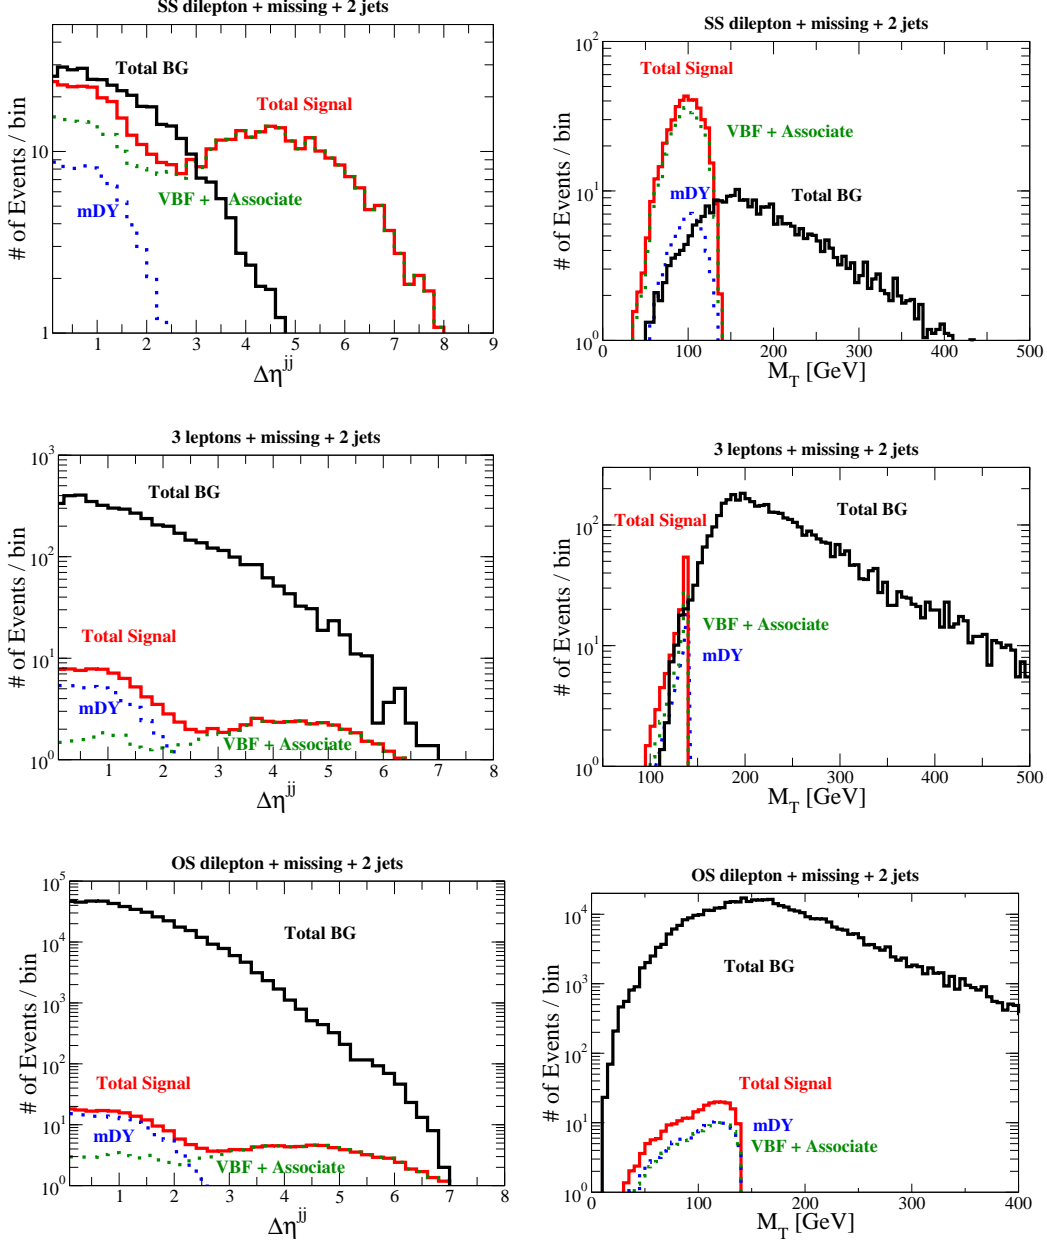 SS dilepton + missing + 2 jets
# of Events / bin
10
1
Total BG
Total Signal
mDY
VBF + Associate
1 2 3 4 5 6 7 8 9
Δη^jj
SS dilepton + missing + 2 jets
# of Events / bin
10^2
10^1
10^0
Total Signal
VBF + Associate
mDY
Total BG
0 100 200 300 400 500
M_T [GeV]
3 leptons + missing + 2 jets
# of Events / bin
10^3
10^2
10^1
10^0
Total BG
Total Signal
mDY
VBF + Associate
1 2 3 4 5 6 7 8
Δη^jj
3 leptons + missing + 2 jets
# of Events / bin
10^2
10^1
10^0
Total Signal
Total BG
VBF + Associate
mDY
100 200 300 400 500
M_T [GeV]
OS dilepton + missing + 2 jets
# of Events / bin
10^5
10^4
10^3
10^2
10^1
10^0
Total BG
Total Signal
mDY
VBF + Associate
1 2 3 4 5 6 7 8
Δη^jj
OS dilepton + missing + 2 jets
# of Events / bin
10^4
10^3
10^2
10^1
10^0
Total BG
Total Signal
mDY
VBF + Associate
0 100 200 300 400
M_T [GeV]